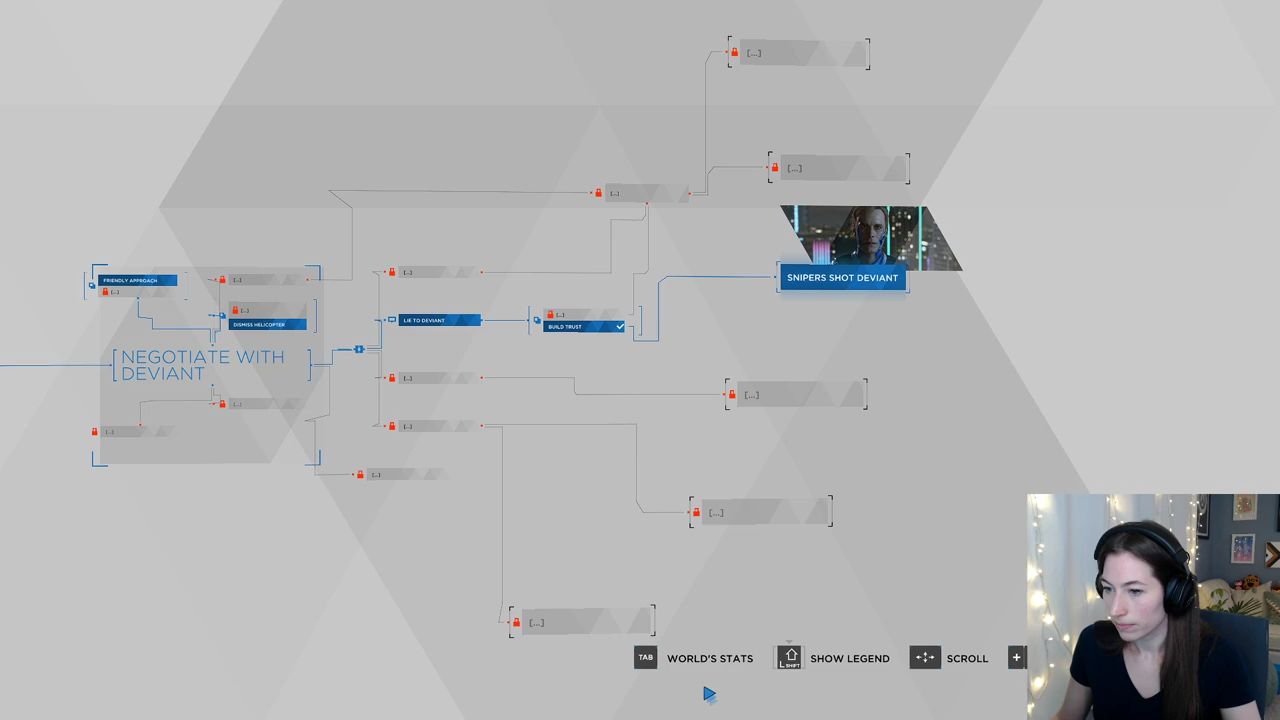 [...]
[...]
[...]
SNIPERS SHOT DEVIANT
[...]
FRIENDLY APPROACH
[...]
[...]
[...]
DISMISS HELICOPTER
LIE TO DEVIANT
[...]
BUILD TRUST
NEGOTIATE WITH
DEVIANT
[...]
[...]
[...]
[...]
[...]
[...]
[...]
[...]
TAB WORLD'S STATS
L SHIFT SHOW LEGEND
SCROLL
+